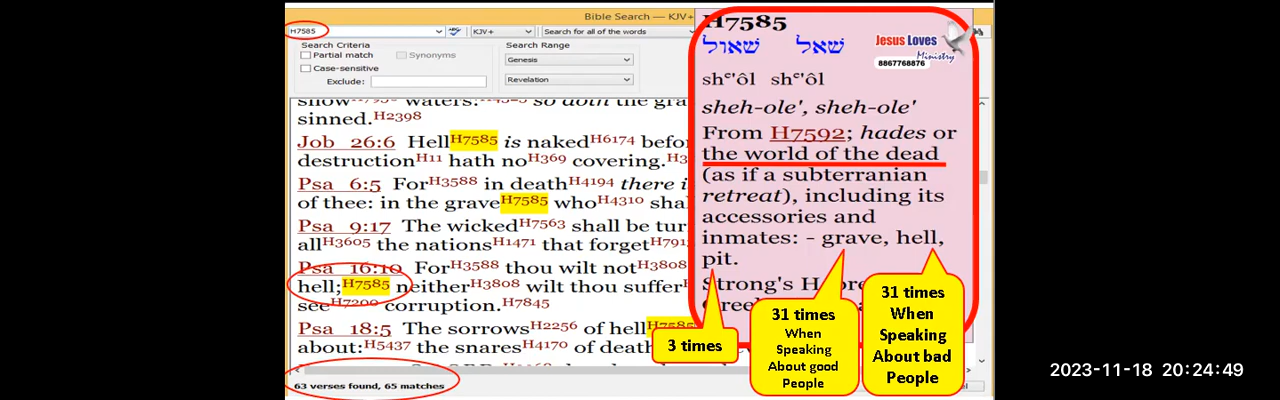 Bible Search — KJV+
H7585
KJV+
Search for all of the words
Search Criteria
Partial match
Synonyms
Case-sensitive
Exclude:
Search Range
Genesis
Revelation
waters: so doth the gra
sinned.H2398
Job 26:6 HellH7585 is nakedH6174 befor
destructionH11 hath noH369 covering.
Psa 6:5 ForH3588 in deathH4194 there i
of thee: in the graveH7585 whoH4310 sha
Psa 9:17 The wickedH7563 shall be tur
allH3605 the nationsH1471 that forget
Psa 16:10 ForH3588 thou wilt notH3808
hell;H7585 neitherH3808 wilt thou suffer
see corruption.H7845
Psa 18:5 The sorrowsH2256 of hellH7585
about:H5437 the snaresH4170 of death
63 verses found, 65 matches
H7585
שְׁאוֹל שְׁאֹל
Jesus Loves
Ministry
8867768876
sheʼôl sheʼôl
sheh-ole', sheh-ole'
From H7592; hades or
the world of the dead
(as if a subterranian
retreat), including its
accessories and
inmates: - grave, hell,
pit.
Strong's
3 times
31 times
When
Speaking
About good
People
31 times
When
Speaking
About bad
People
2023-11-18 20:24:49